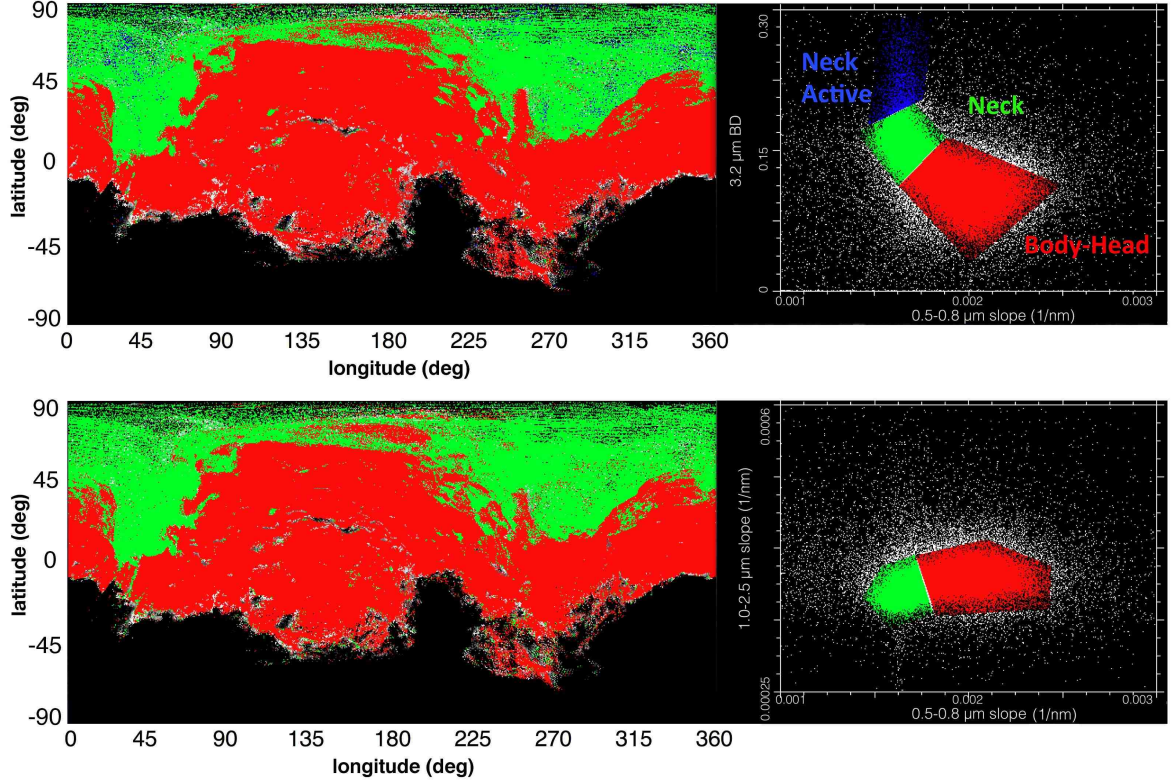 90
45
0
-45
-90
latitude (deg)
0 45 90 135 180 225 270 315 360
longitude (deg)
0.30
0.15
0
3.2 µm BD
Neck
Active
Neck
Body-Head
0.001 0.002 0.003
0.5-0.8 µm slope (1/nm)
90
45
0
-45
-90
latitude (deg)
0 45 90 135 180 225 270 315 360
longitude (deg)
0.0006
0.00025
1.0-2.5 µm slope (1/nm)
0.001 0.002 0.003
0.5-0.8 µm slope (1/nm)